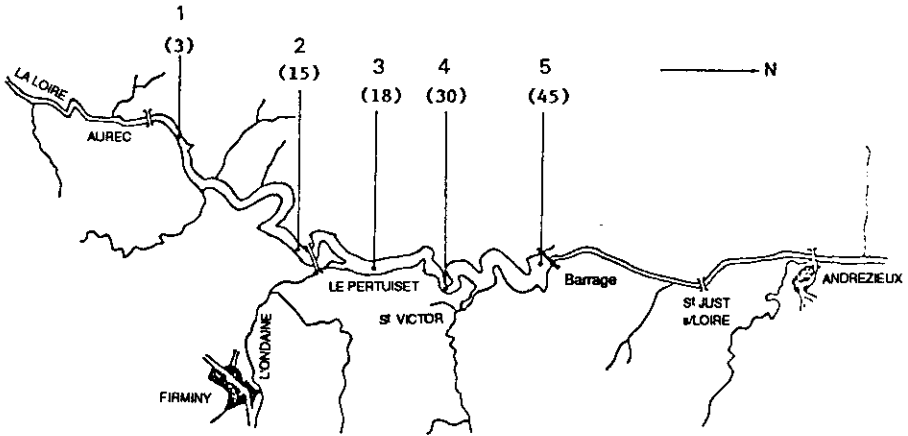 1
(3)
2
(15)
3
(18)
4
(30)
5
(45)
N
LA LOIRE
AUREC
LE PERTUISET
St VICTOR
Barrage
St JUST
s/LOIRE
ANDREZIEUX
L'ONDAINE
FIRMINY